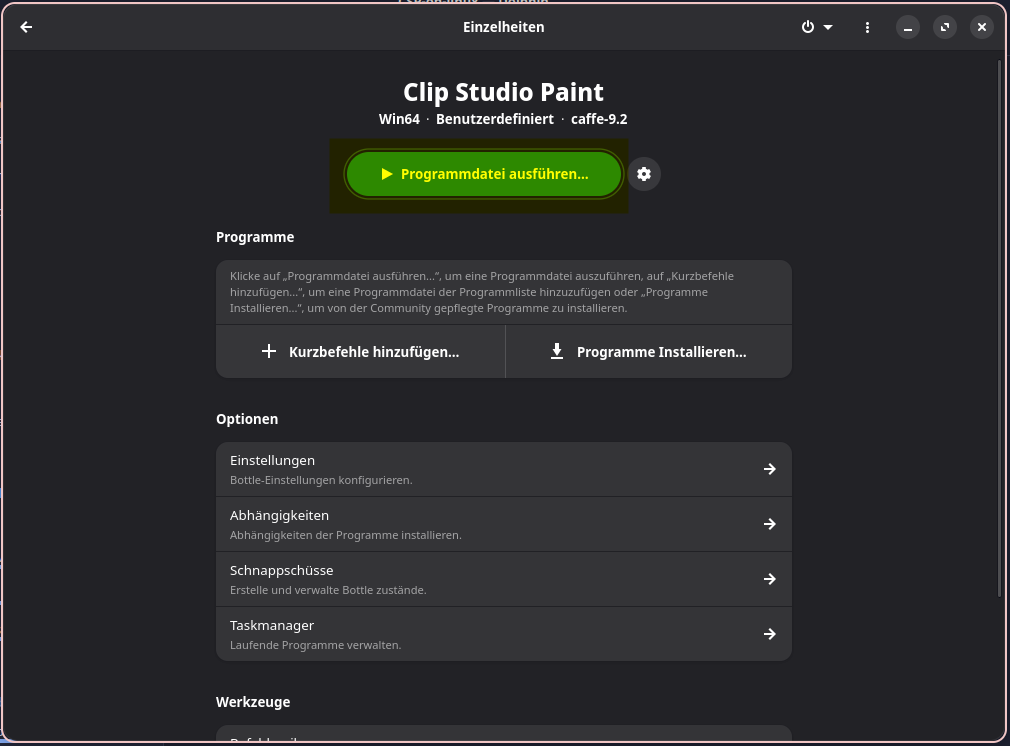 Einzelheiten
Clip Studio Paint
Win64 · Benutzerdefiniert · caffe-9.2
Programmdatei ausführen...
Programme
Klicke auf „Programmdatei ausführen...“, um eine Programmdatei auszuführen, auf „Kurzbefehle
hinzufügen...“, um eine Programmdatei der Programmliste hinzuzufügen oder „Programme
Installieren...“, um von der Community gepflegte Programme zu installieren.
Kurzbefehle hinzufügen...
Programme Installieren...
Optionen
Einstellungen
Bottle-Einstellungen konfigurieren.
Abhängigkeiten
Abhängigkeiten der Programme installieren.
Schnappschüsse
Erstelle und verwalte Bottle zustände.
Taskmanager
Laufende Programme verwalten.
Werkzeuge